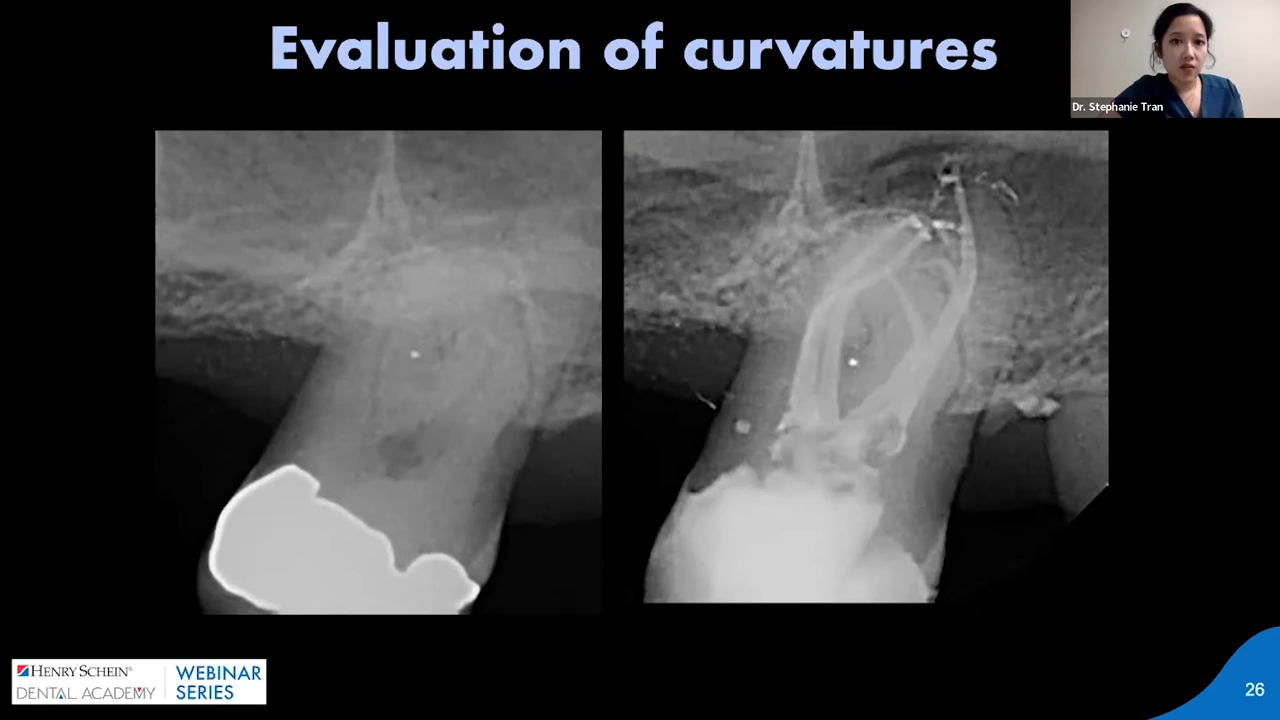 Evaluation of curvatures
Dr. Stephanie Tran
HENRY SCHEIN®
DENTAL ACADEMY
WEBINAR
SERIES
26